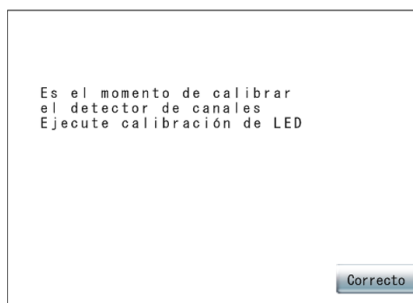 Es el momento de calibrar
el detector de canales
Ejecute calibración de LED
Correcto